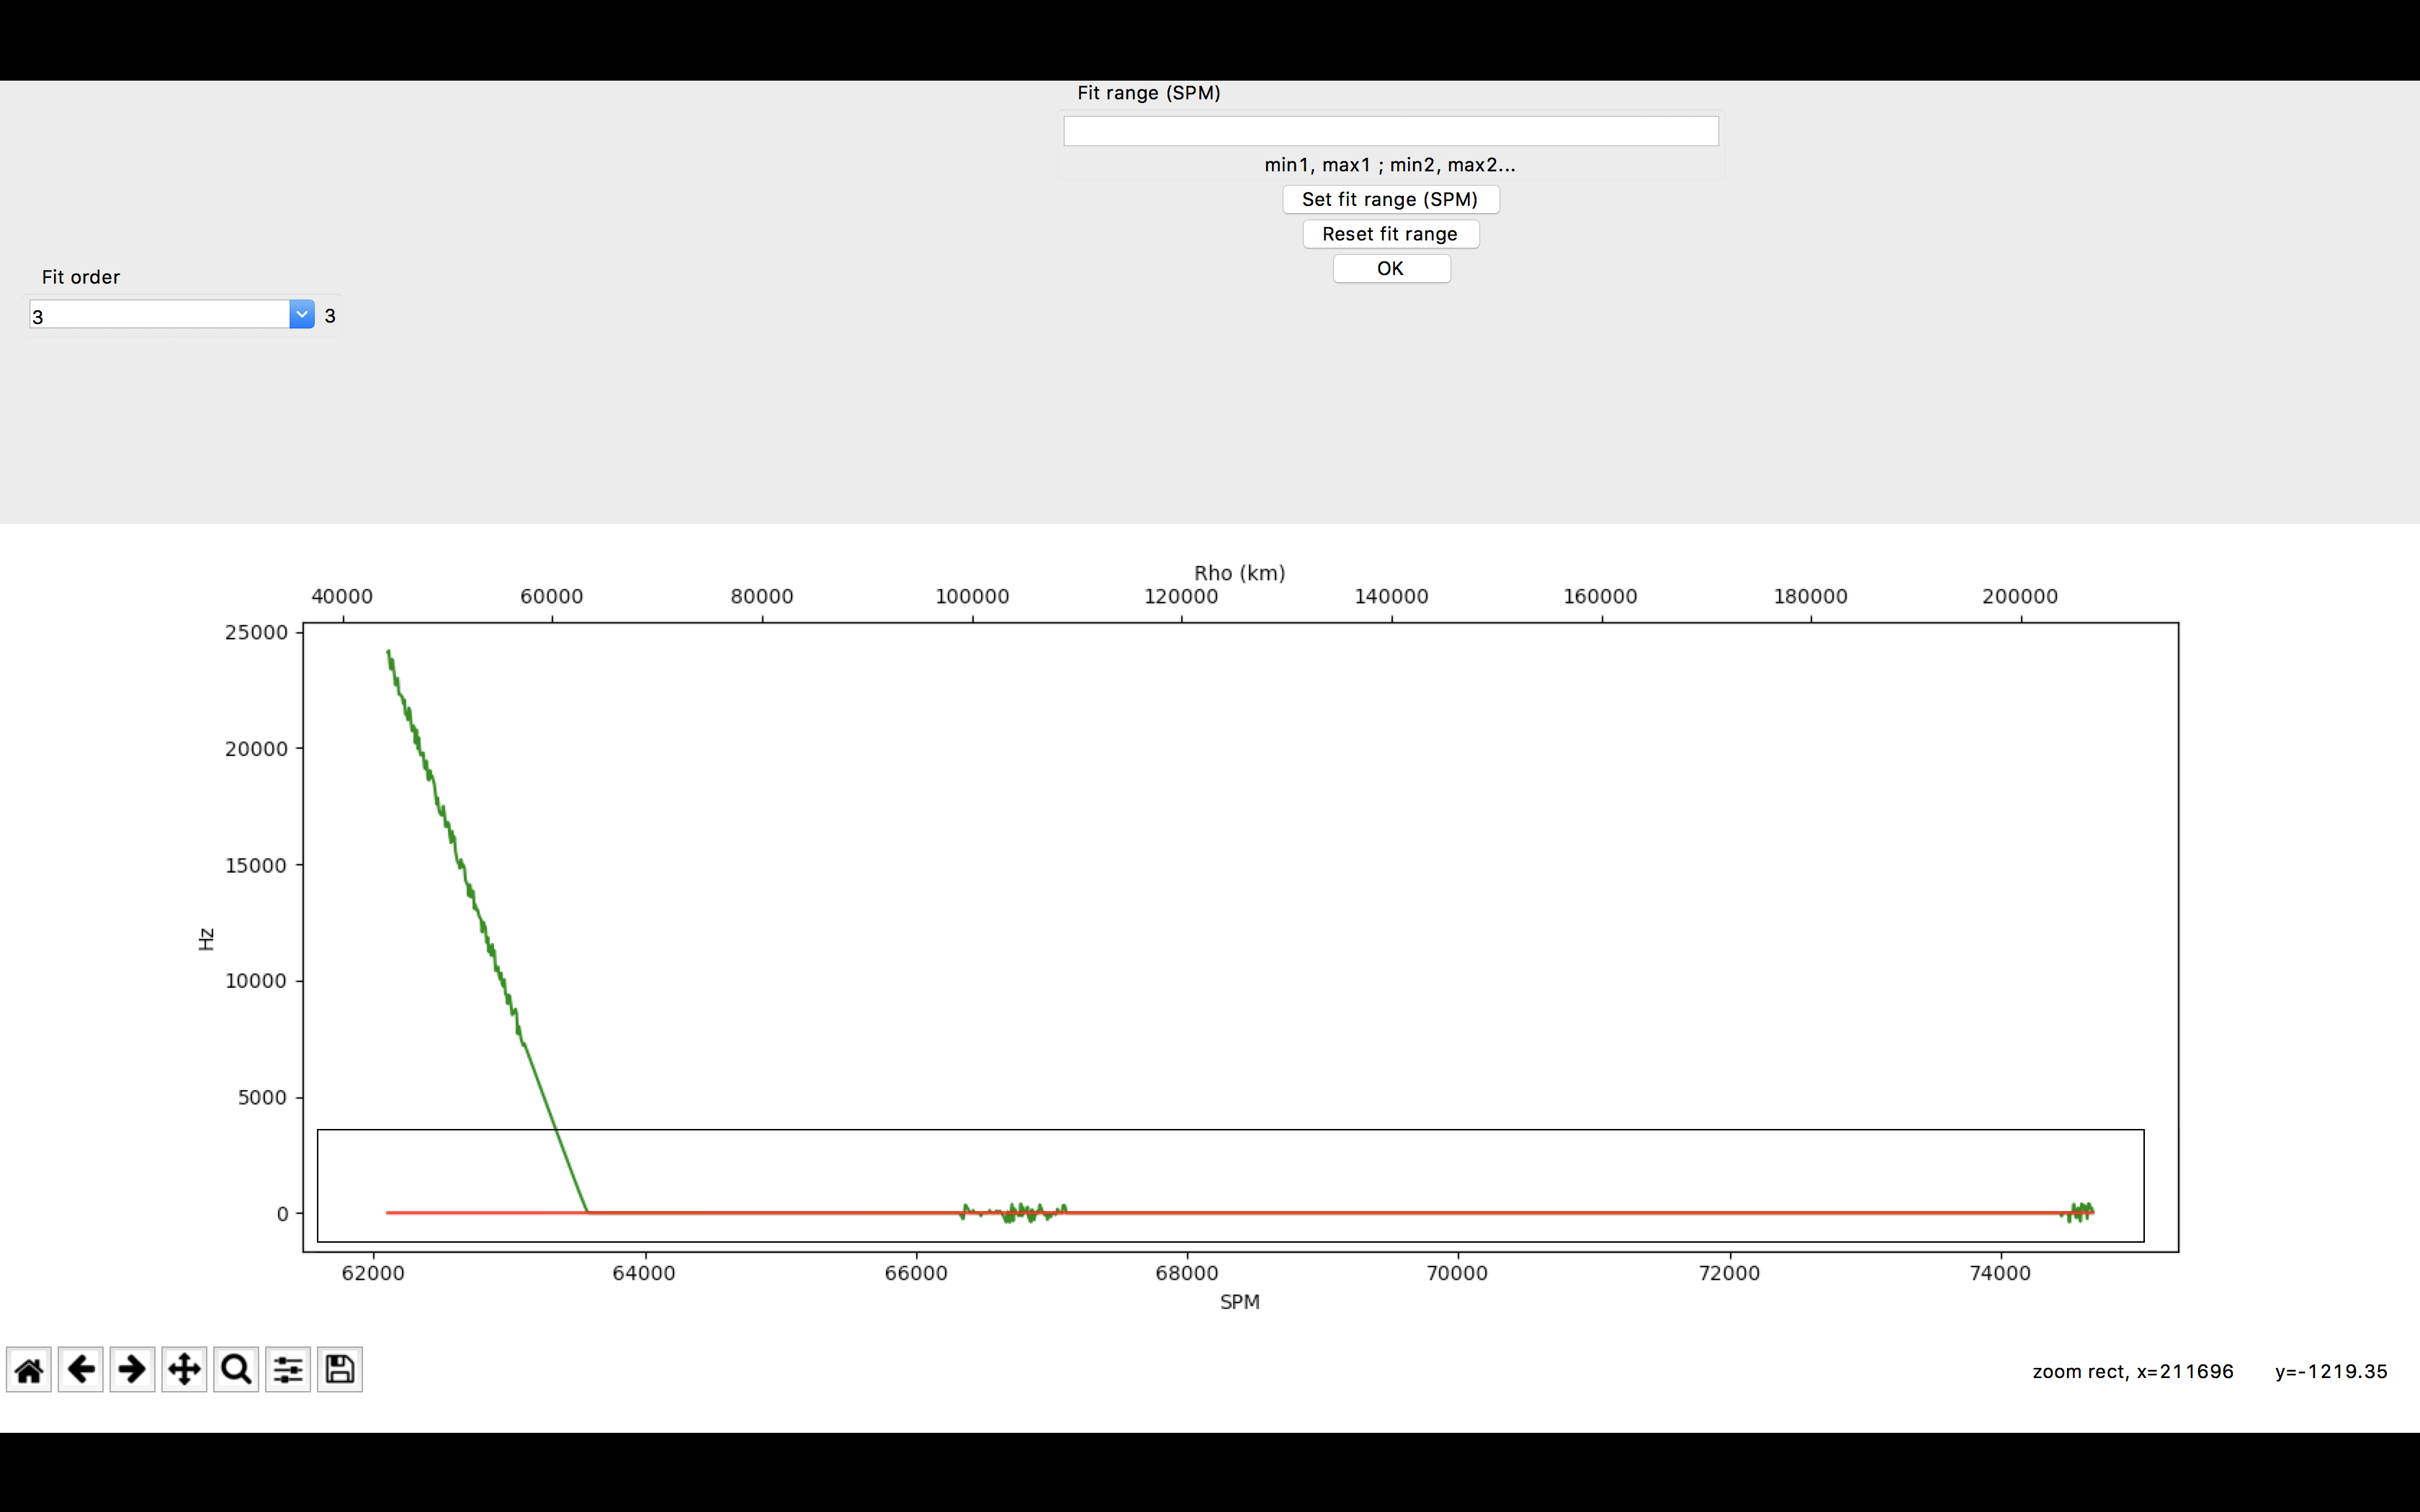 Fit range (SPM)
min1, max1 ; min2, max2...
Set fit range (SPM)
Reset fit range
OK
Fit order
3 3
Rho (km)
40000 60000 80000 100000 120000 140000 160000 180000 200000
25000
20000
15000
10000
5000
0
Hz
62000 64000 66000 68000 70000 72000 74000
SPM
zoom rect, x=211696 y=-1219.35